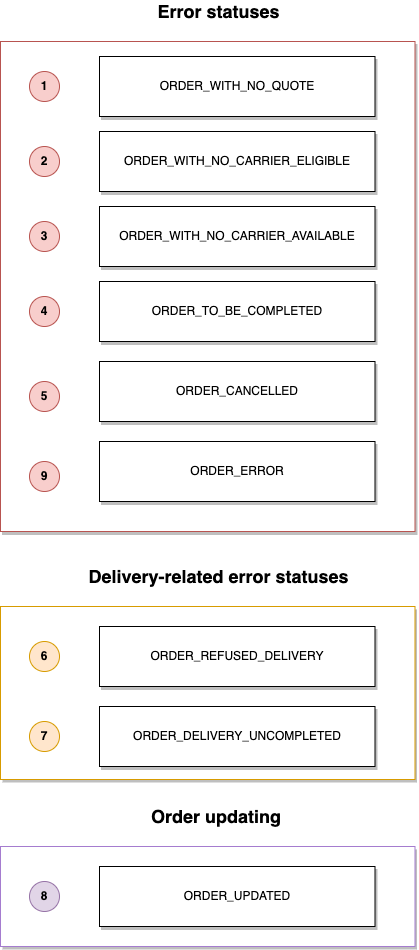 Error statuses
1
ORDER_WITH_NO_QUOTE
2
ORDER_WITH_NO_CARRIER_ELIGIBLE
3
ORDER_WITH_NO_CARRIER_AVAILABLE
4
ORDER_TO_BE_COMPLETED
5
ORDER_CANCELLED
9
ORDER_ERROR
Delivery-related error statuses
6
ORDER_REFUSED_DELIVERY
7
ORDER_DELIVERY_UNCOMPLETED
Order updating
8
ORDER_UPDATED